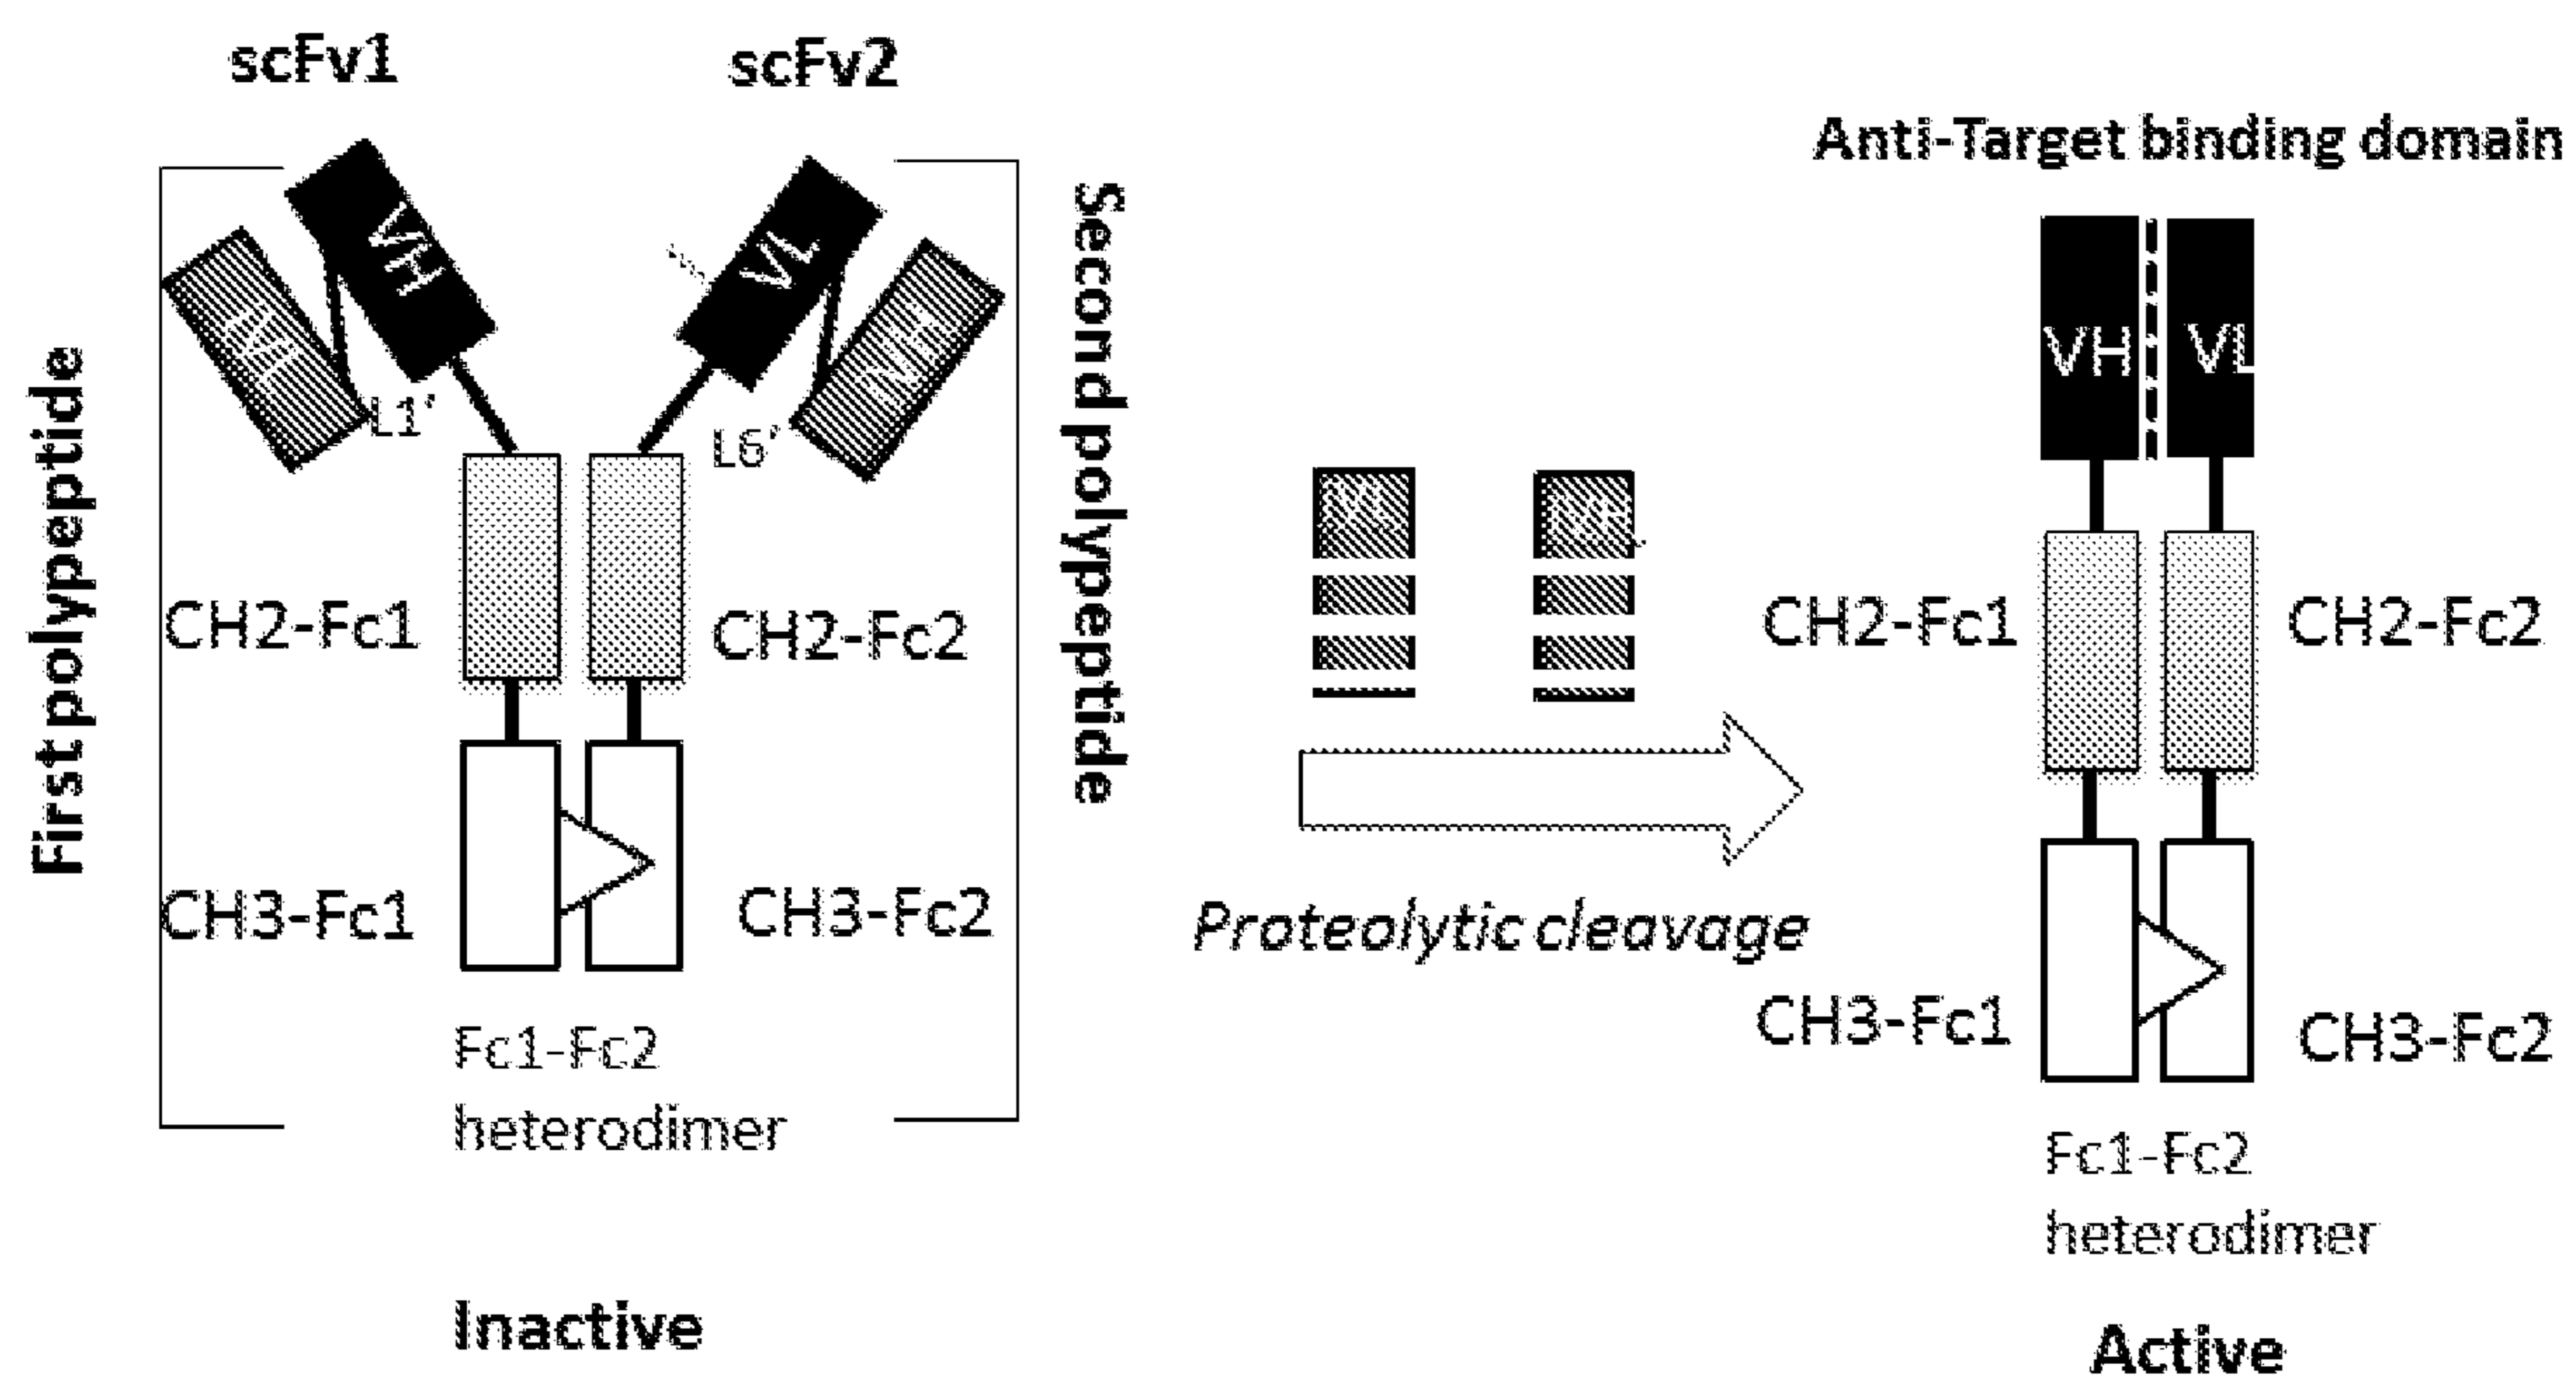 scFv1
scFv2
First polypeptide
Second polypeptide
VH
VL
L1'
L6'
CH2-Fc1
CH2-Fc2
CH3-Fc1
CH3-Fc2
Fc1-Fc2
heterodimer
Inactive
Proteolytic cleavage
Anti-Target binding domain
VH
VL
CH2-Fc1
CH2-Fc2
CH3-Fc1
CH3-Fc2
Fc1-Fc2
heterodimer
Active